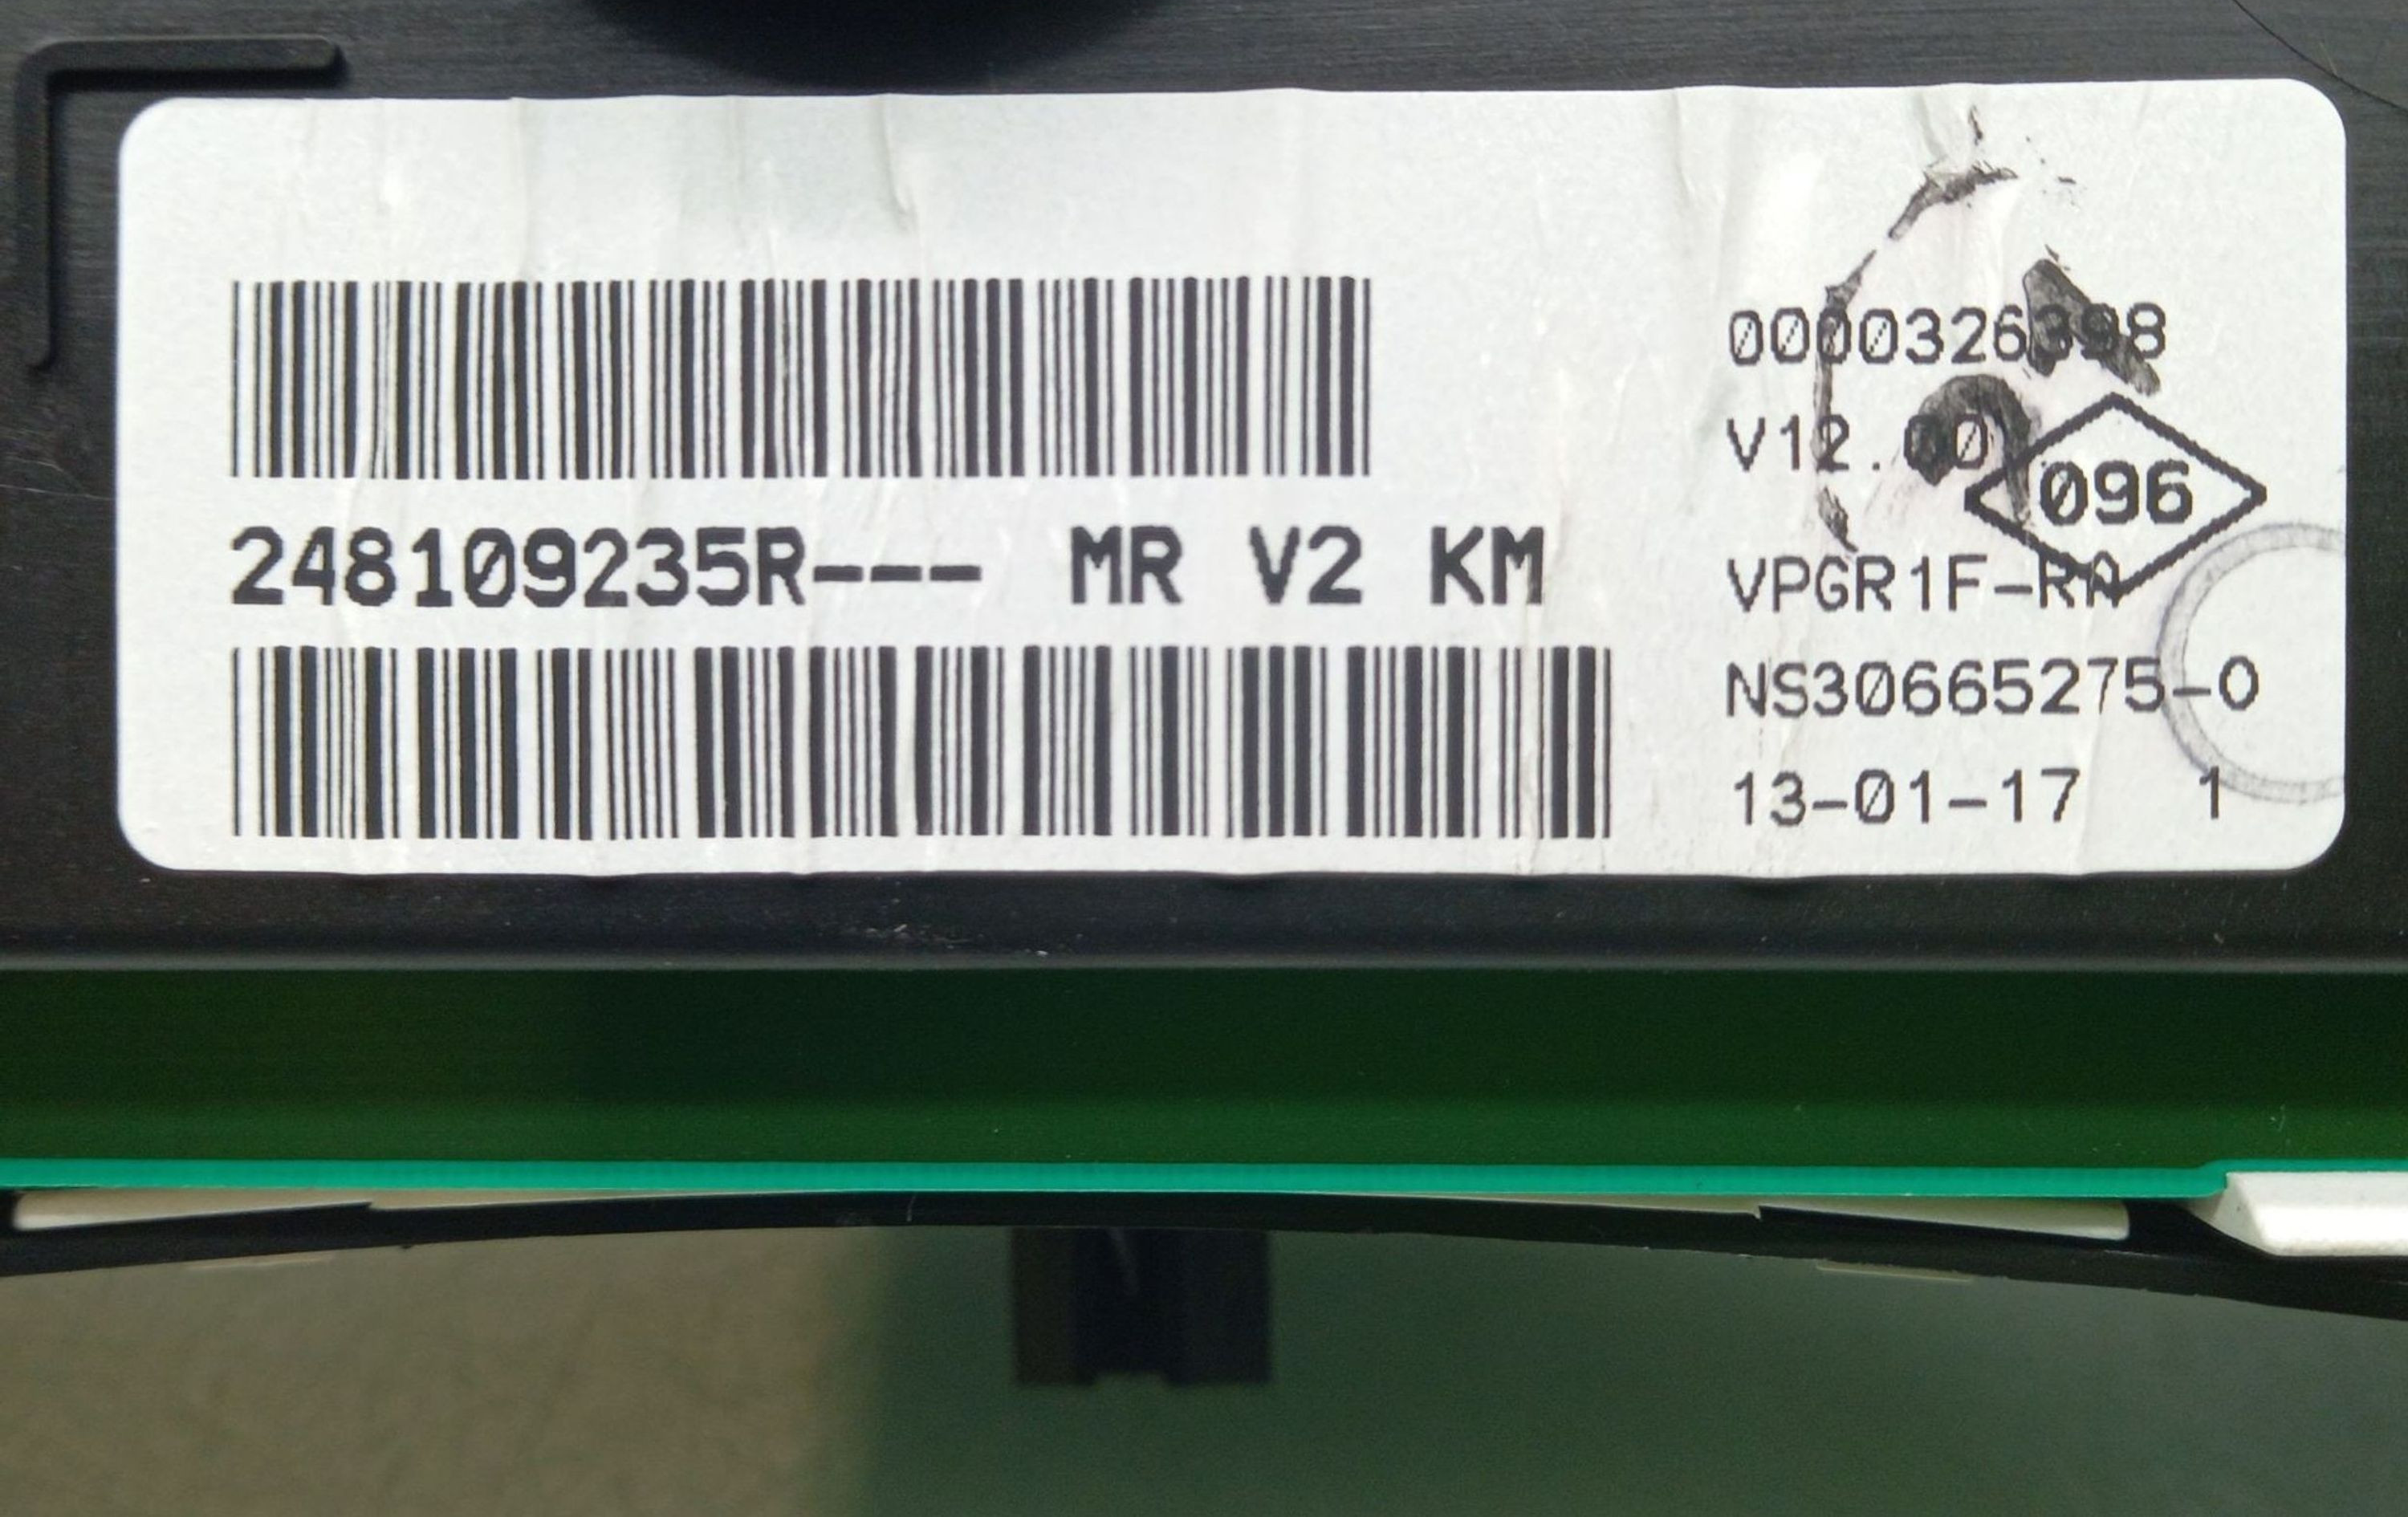 248109235R--- MR V2 KM
0000326398
V12.00
096
VPGR1F-RA
NS30665275-0
13-01-17 1